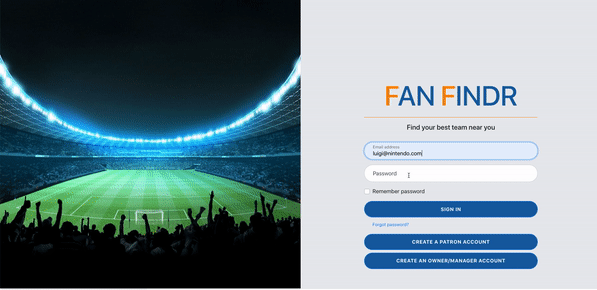 FAN FINDR
Find your best team near you
Email address
luigi@nintendo.com
Password
Remember password
SIGN IN
Forgot password?
CREATE A PATRON ACCOUNT
CREATE AN OWNER/MANAGER ACCOUNT